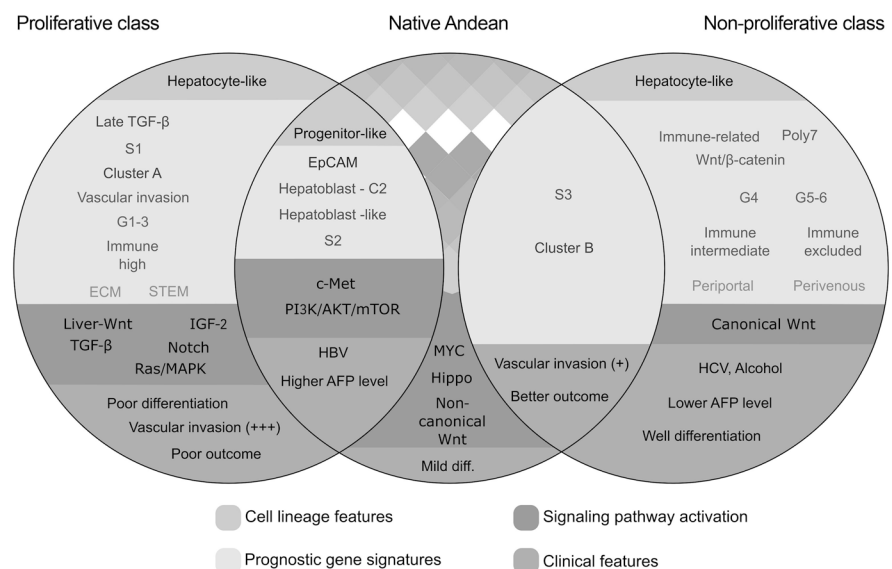 Proliferative class
Native Andean
Non-proliferative class
Hepatocyte-like
Late TGF-β
S1
Cluster A
Vascular invasion
G1-3
Immune
high
ECM
STEM
Liver-Wnt
IGF-2
TGF-β
Notch
Ras/MAPK
Poor differentiation
Vascular invasion (+++)
Poor outcome
Progenitor-like
EpCAM
Hepatoblast - C2
Hepatoblast -like
S2
c-Met
PI3K/AKT/mTOR
HBV
Higher AFP level
MYC
Hippo
Non-
canonical
Wnt
Mild diff.
S3
Cluster B
Vascular invasion (+)
Better outcome
Hepatocyte-like
Immune-related
Poly7
Wnt/β-catenin
G4
G5-6
Immune
intermediate
Immune
excluded
Periportal
Perivenous
Canonical Wnt
HCV, Alcohol
Lower AFP level
Well differentiation
Cell lineage features
Signaling pathway activation
Prognostic gene signatures
Clinical features